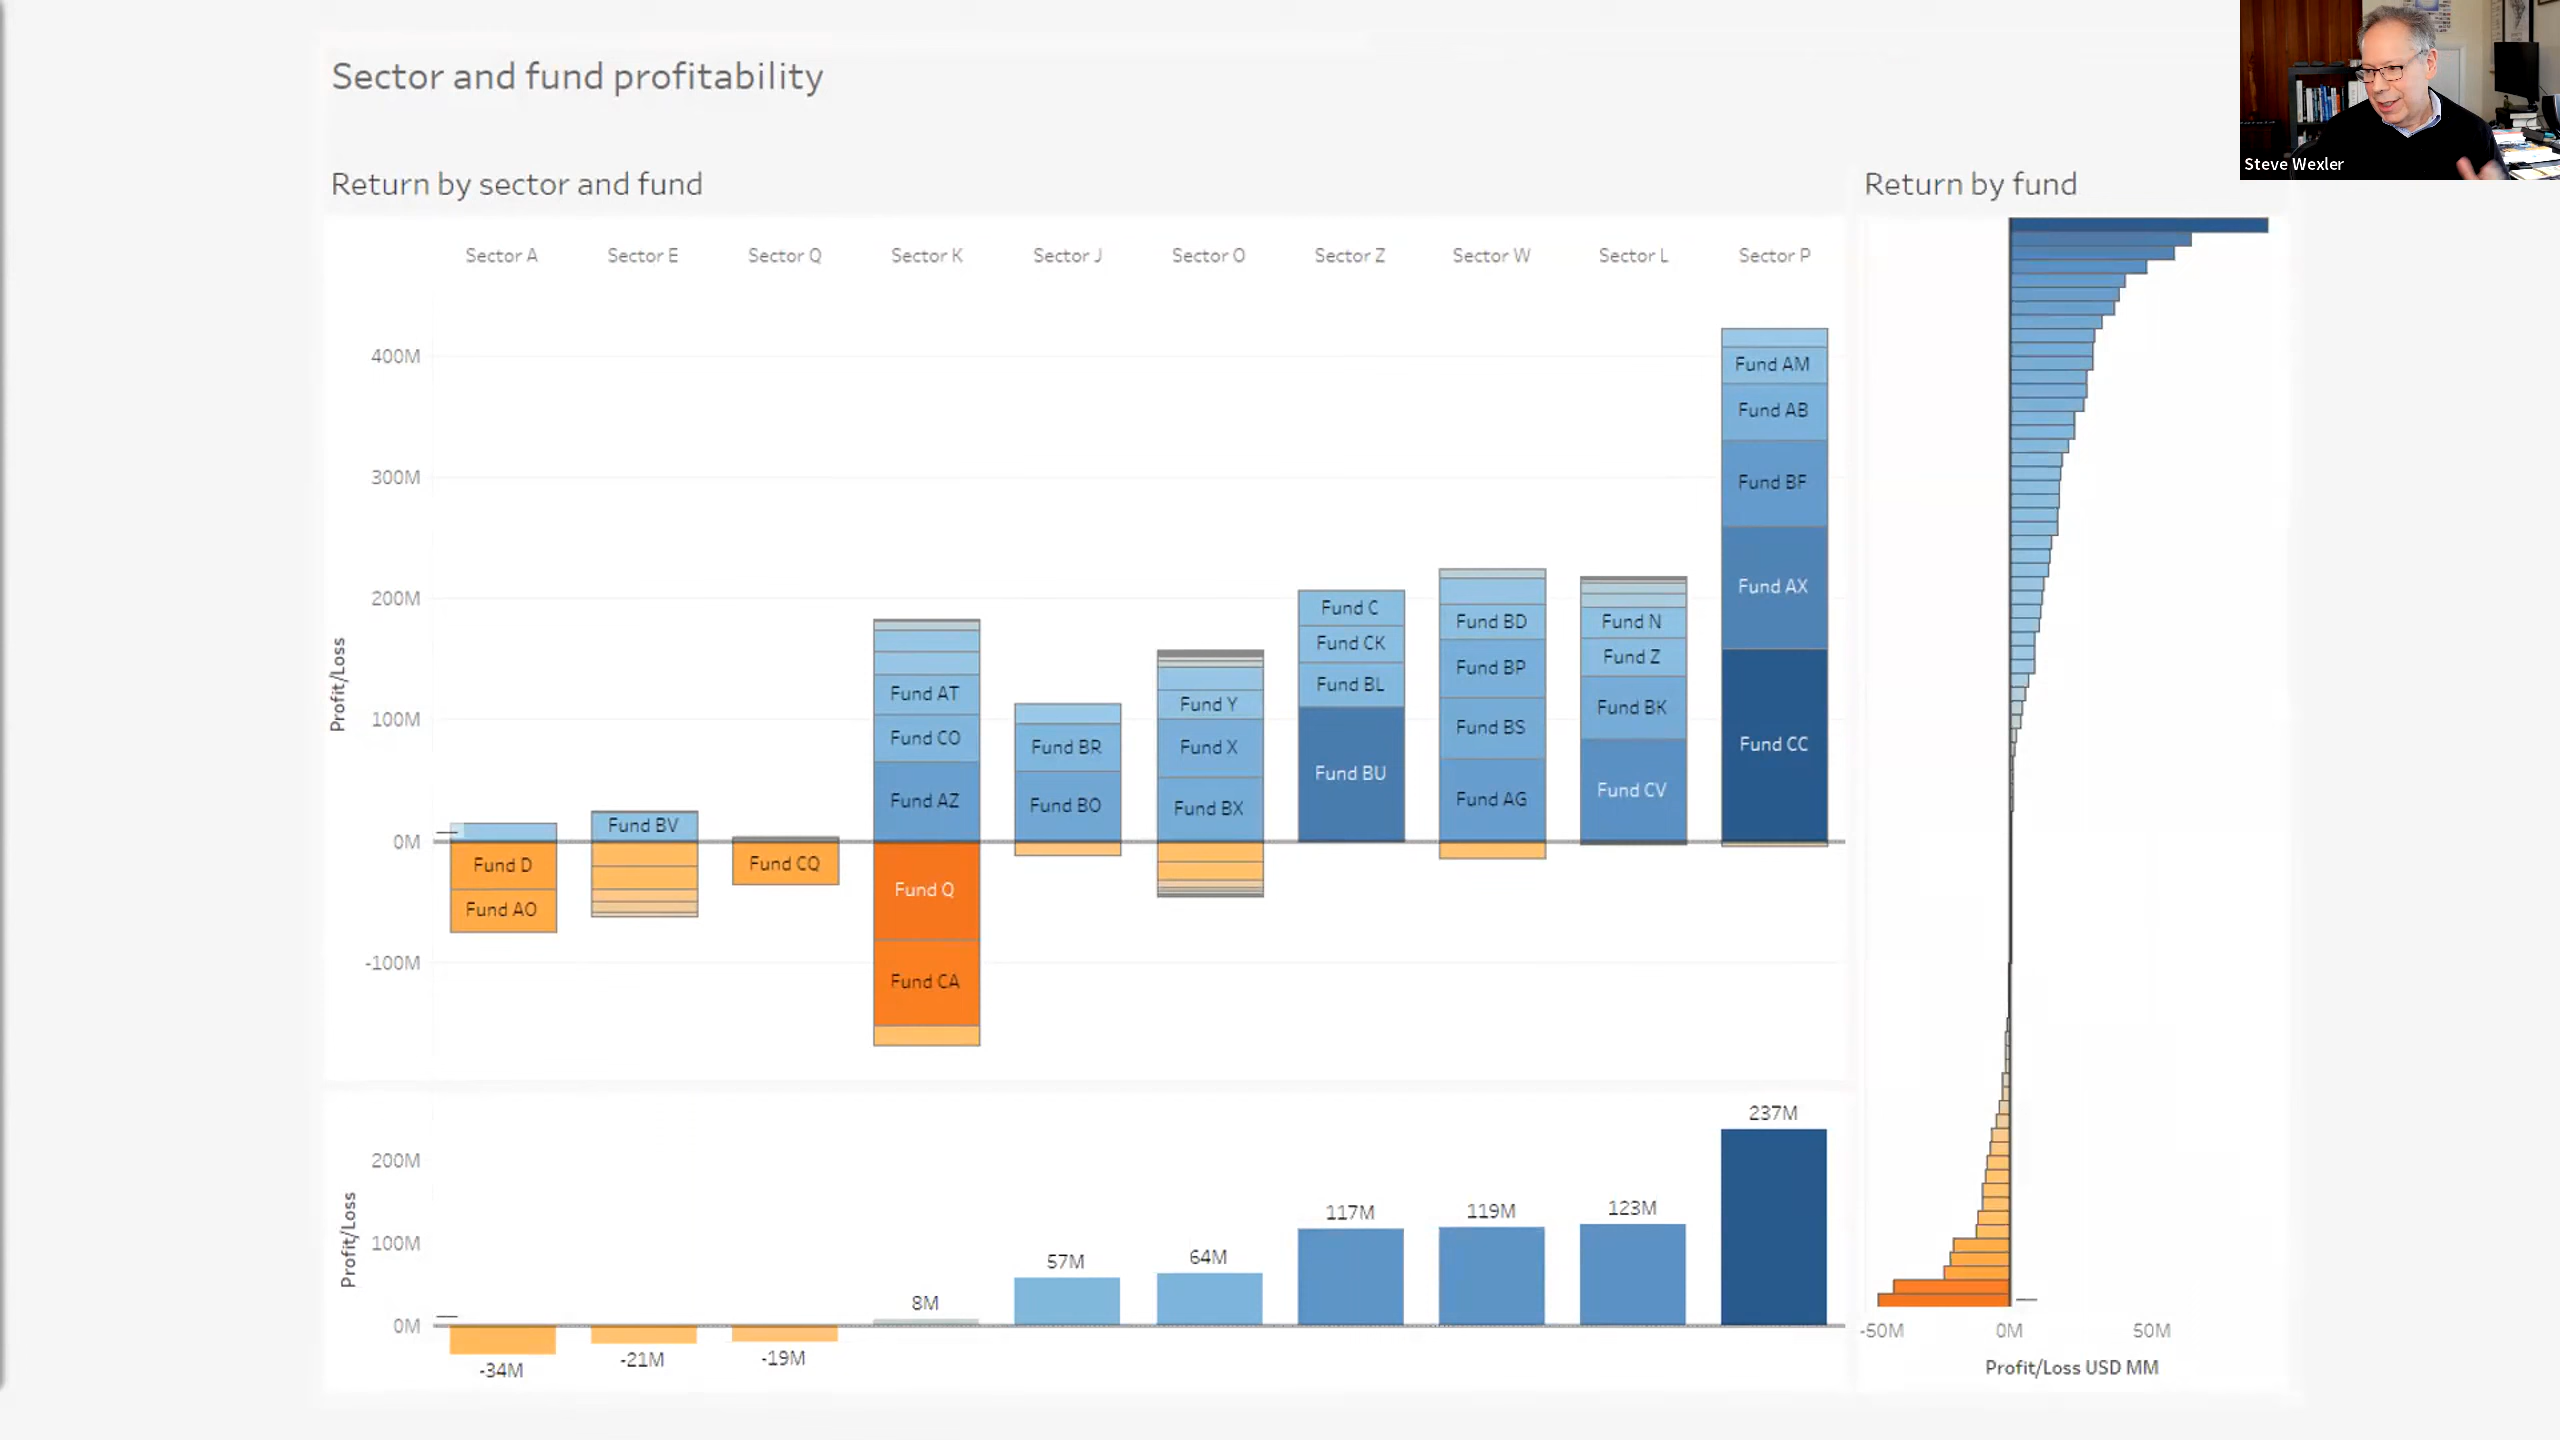 Sector and fund profitability
Steve Wexler
Return by sector and fund
Return by fund
Sector A
Sector E
Sector Q
Sector K
Sector J
Sector O
Sector Z
Sector W
Sector L
Sector P
Profit/Loss
400M
300M
200M
100M
0M
-100M
Fund D
Fund AO
Fund BV
Fund CQ
Fund AT
Fund CO
Fund AZ
Fund Q
Fund CA
Fund BR
Fund BO
Fund Y
Fund X
Fund BX
Fund C
Fund CK
Fund BL
Fund BU
Fund BD
Fund BP
Fund BS
Fund AG
Fund N
Fund Z
Fund BK
Fund CV
Fund AM
Fund AB
Fund BF
Fund AX
Fund CC
Profit/Loss
200M
100M
0M
-34M
-21M
-19M
8M
57M
64M
117M
119M
123M
237M
-50M
0M
50M
Profit/Loss USD MM